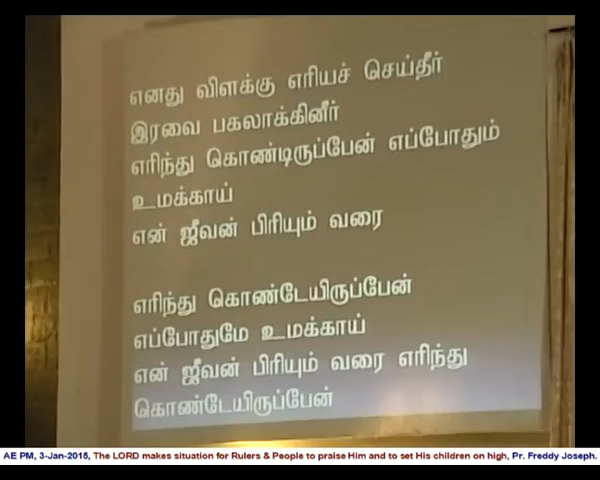 எனது விளக்கு எரியச் செய்தீர்
இரவை பகலாக்கினீர்
எரிந்து கொண்டிருப்பேன் எப்போதும்
உமக்காய்
என் ஜீவன் பிரியும் வரை
எரிந்து கொண்டேயிருப்பேன்
எப்போதுமே உமக்காய்
என் ஜீவன் பிரியும் வரை எரிந்து
கொண்டேயிருப்பேன்
AE PM, 3-Jan-2015, The LORD makes situation for Rulers & People to praise Him and to set His children on high, Pr. Freddy Joseph.